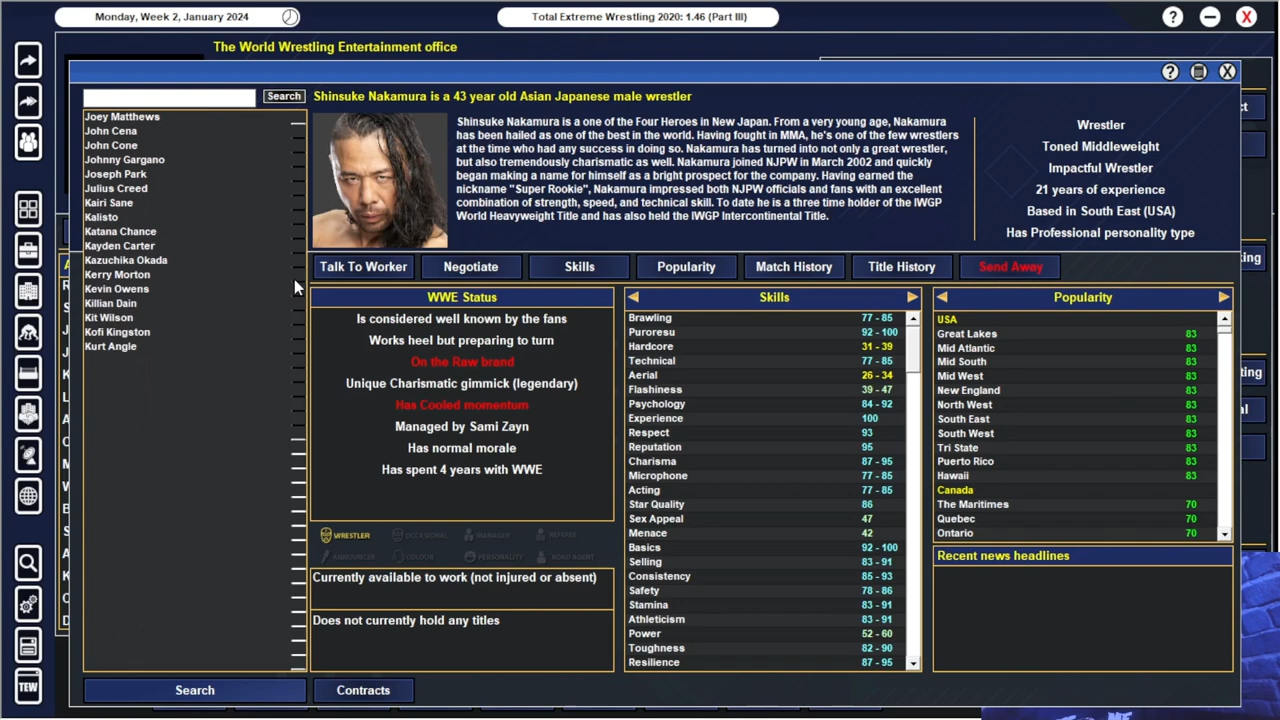 Monday, Week 2, January 2024
Total Extreme Wrestling 2020: 1.46 (Part III)
?
X
The World Wrestling Entertainment office
?
X
Search
Shinsuke Nakamura is a 43 year old Asian Japanese male wrestler
Joey Matthews
John Cena
John Cone
Johnny Gargano
Joseph Park
Julius Creed
Kairi Sane
Kalisto
Katana Chance
Kayden Carter
Kazuchika Okada
Kerry Morton
Kevin Owens
Killian Dain
Kit Wilson
Kofi Kingston
Kurt Angle
Shinsuke Nakamura is a one of the Four Heroes in New Japan. From a very young age, Nakamura
has been hailed as one of the best in the world. Having fought in MMA, he's one of the few wrestlers
at the time who had any success in doing so. Nakamura has turned into not only a great wrestler,
but also tremendously charismatic as well. Nakamura joined NJPW in March 2002 and quickly
began making a name for himself as a bright prospect for the company. Having earned the
nickname "Super Rookie", Nakamura impressed both NJPW officials and fans with an excellent
combination of strength, speed, and technical skill. To date he is a three time holder of the IWGP
World Heavyweight Title and has also held the IWGP Intercontinental Title.
Wrestler
Toned Middleweight
Impactful Wrestler
21 years of experience
Based in South East (USA)
Has Professional personality type
Talk To Worker
Negotiate
Skills
Popularity
Match History
Title History
Send Away
WWE Status
Is considered well known by the fans
Works heel but preparing to turn
On the Raw brand
Unique Charismatic gimmick (legendary)
Has Cooled momentum
Managed by Sami Zayn
Has normal morale
Has spent 4 years with WWE
WRESTLER
OCCASIONAL
MANAGER
REFEREE
ANNOUNCER
COLOUR
PERSONALITY
ROAD AGENT
Currently available to work (not injured or absent)
Does not currently hold any titles
Skills
Brawling 77 - 85
Puroresu 92 - 100
Hardcore 31 - 39
Technical 77 - 85
Aerial 26 - 34
Flashiness 39 - 47
Psychology 84 - 92
Experience 100
Respect 93
Reputation 95
Charisma 87 - 95
Microphone 77 - 85
Acting 77 - 85
Star Quality 86
Sex Appeal 47
Menace 42
Basics 92 - 100
Selling 83 - 91
Consistency 85 - 93
Safety 78 - 86
Stamina 83 - 91
Athleticism 83 - 91
Power 52 - 60
Toughness 82 - 90
Resilience 87 - 95
Popularity
USA
Great Lakes 83
Mid Atlantic 83
Mid South 83
Mid West 83
New England 83
North West 83
South East 83
South West 83
Tri State 83
Puerto Rico 83
Hawaii 83
Canada
The Maritimes 70
Quebec 70
Ontario 70
Recent news headlines
Search
Contracts
TEW